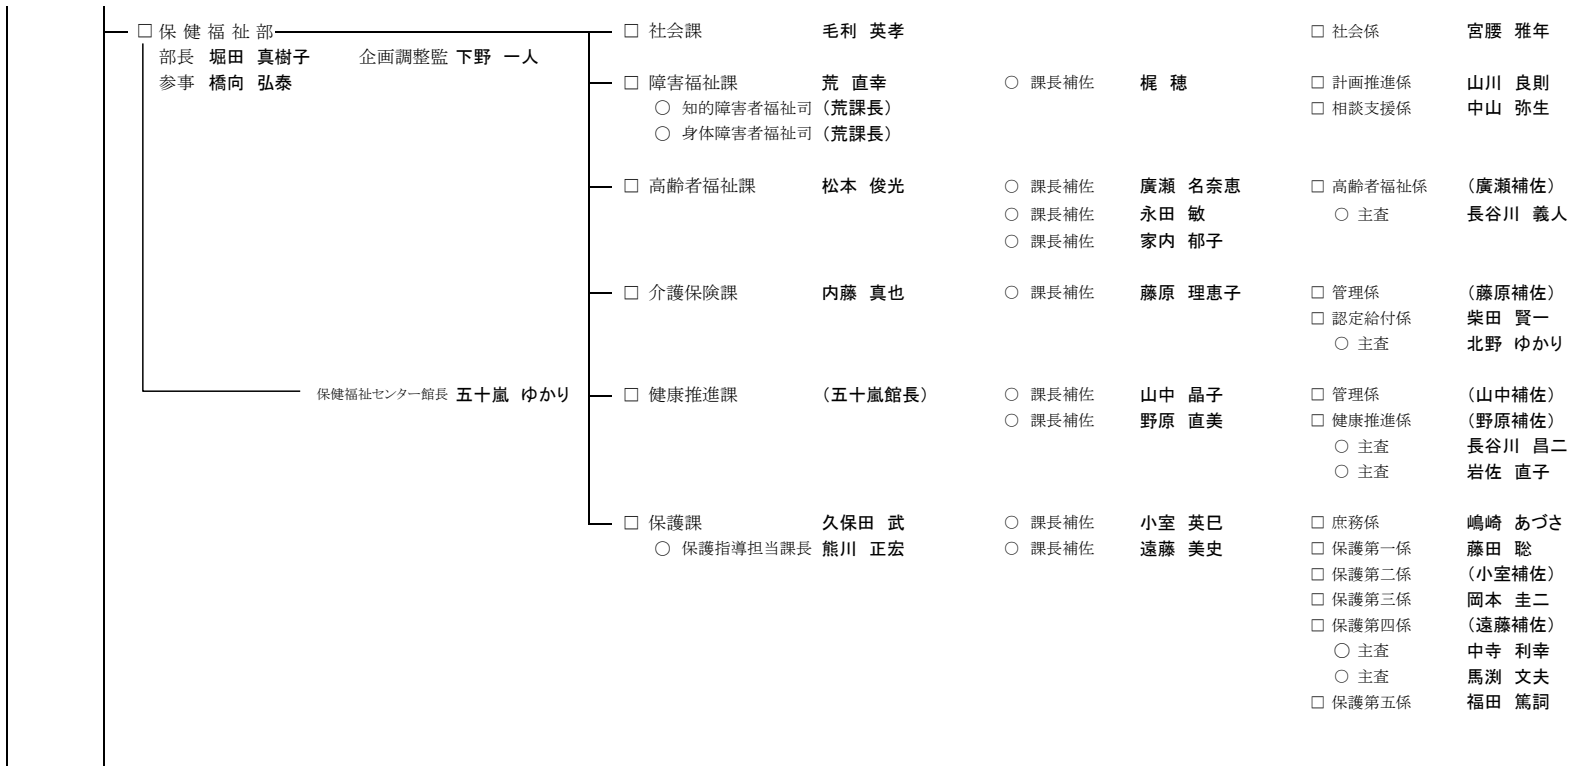 □ 保 健 福 祉 部 □ 社会課 毛利 英孝 □ 社会係 宮腰 雅年
部長 堀田 真樹子 企画調整監 下野 一人
参事 橋向 弘泰 □ 障害福祉課 荒 直幸 ○ 課長補佐 梶 穂 □ 計画推進係 山川 良則
○ 知的障害者福祉司 (荒課長) □ 相談支援係 中山 弥生
○ 身体障害者福祉司 (荒課長)
□ 高齢者福祉課 松本 俊光 ○ 課長補佐 廣瀬 名奈恵 □ 高齢者福祉係 (廣瀬補佐)
○ 課長補佐 永田 敏 ○ 主査 長谷川 義人
○ 課長補佐 家内 郁子
□ 介護保険課 内藤 真也 ○ 課長補佐 藤原 理恵子 □ 管理係 (藤原補佐)
□ 認定給付係 柴田 賢一
○ 主査 北野 ゆかり
保健福祉センター館長 五十嵐 ゆかり □ 健康推進課 (五十嵐館長) ○ 課長補佐 山中 晶子 □ 管理係 (山中補佐)
○ 課長補佐 野原 直美 □ 健康推進係 (野原補佐)
○ 主査 長谷川 昌二
○ 主査 岩佐 直子
□ 保護課 久保田 武 ○ 課長補佐 小室 英巳 □ 庶務係 嶋崎 あづさ
○ 保護指導担当課長 熊川 正宏 ○ 課長補佐 遠藤 美史 □ 保護第一係 藤田 聡
□ 保護第二係 (小室補佐)
□ 保護第三係 岡本 圭二
□ 保護第四係 (遠藤補佐)
○ 主査 中寺 利幸
○ 主査 馬渕 文夫
□ 保護第五係 福田 篤詞